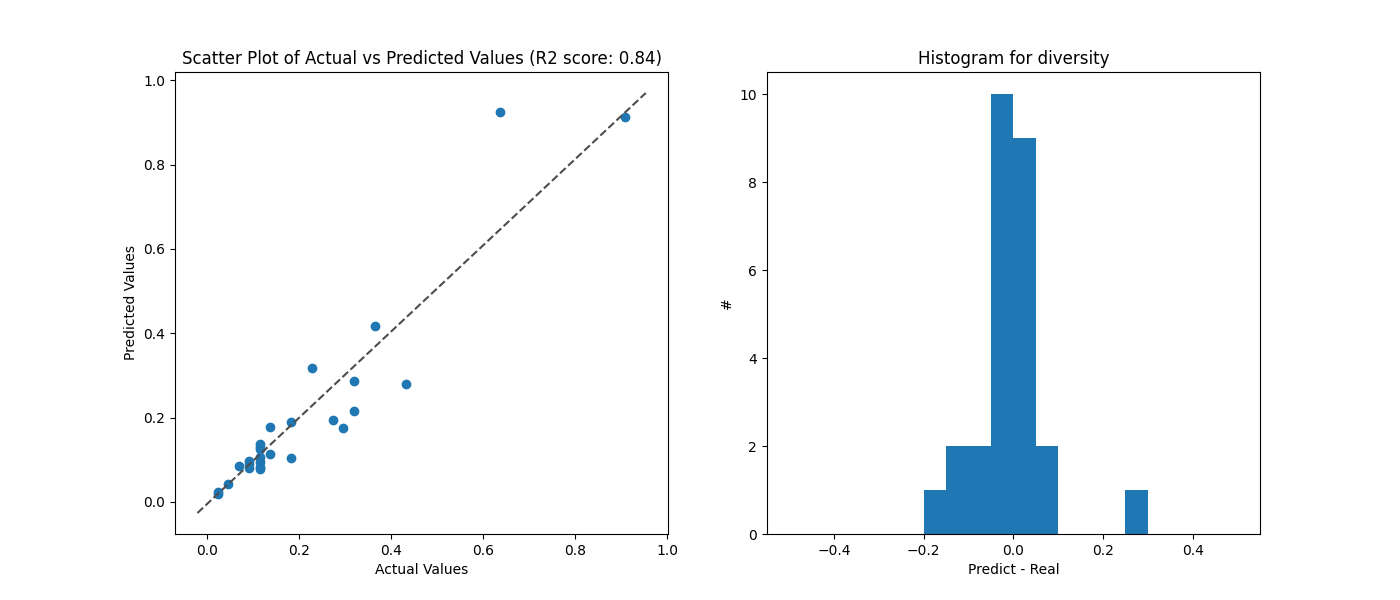 Scatter Plot of Actual vs Predicted Values (R2 score: 0.84)
1.0
0.8
0.6
0.4
0.2
0.0
Predicted Values
0.0 0.2 0.4 0.6 0.8 1.0
Actual Values
Histogram for diversity
10
8
6
4
2
0
#
−0.4 −0.2 0.0 0.2 0.4
Predict - Real